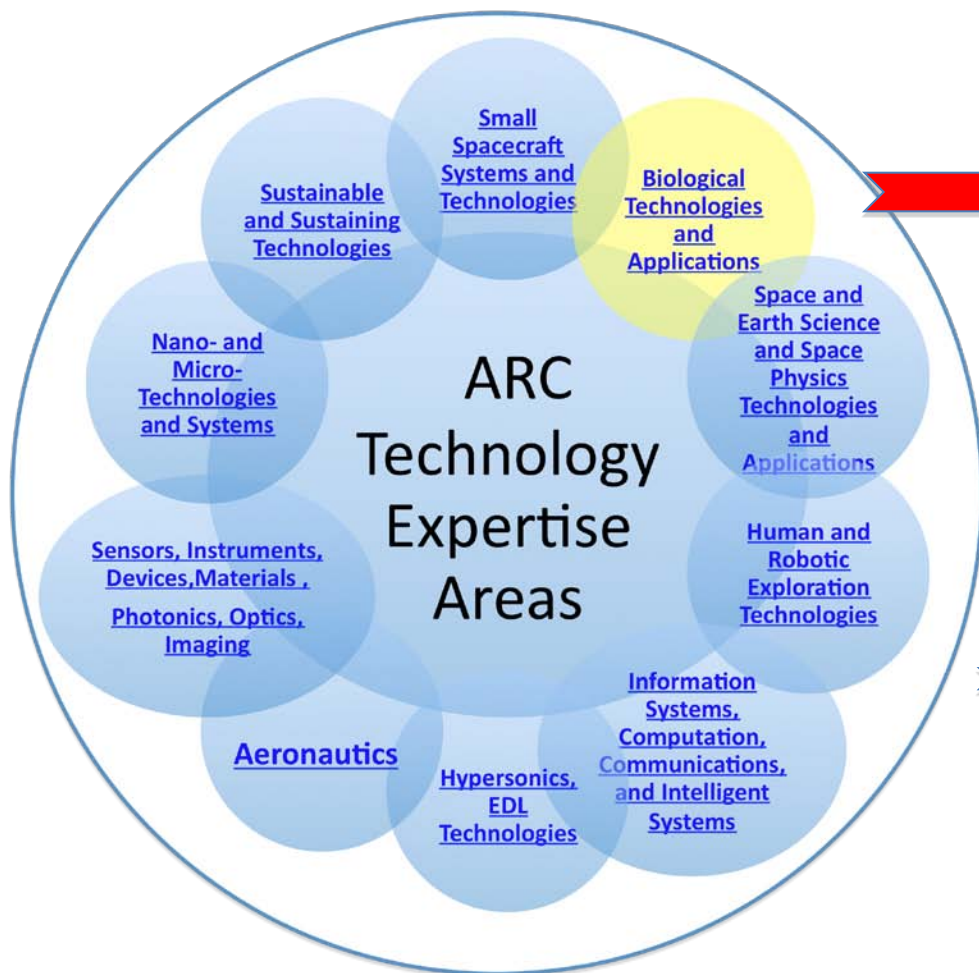 Small
Spacecraft
Systems and
Technologies
Biological
Technologies
and
Applications
Space and
Earth Science
and Space
Physics
Technologies
and
Applications
Human and
Robotic
Exploration
Technologies
Information
Systems,
Computation,
Communications,
and Intelligent
Systems
Hypersonics,
EDL
Technologies
Aeronautics
Sensors, Instruments,
Devices,Materials ,
Photonics, Optics,
Imaging
Nano- and
Micro-
Technologies
and Systems
Sustainable
and Sustaining
Technologies
ARC
Technology
Expertise
Areas